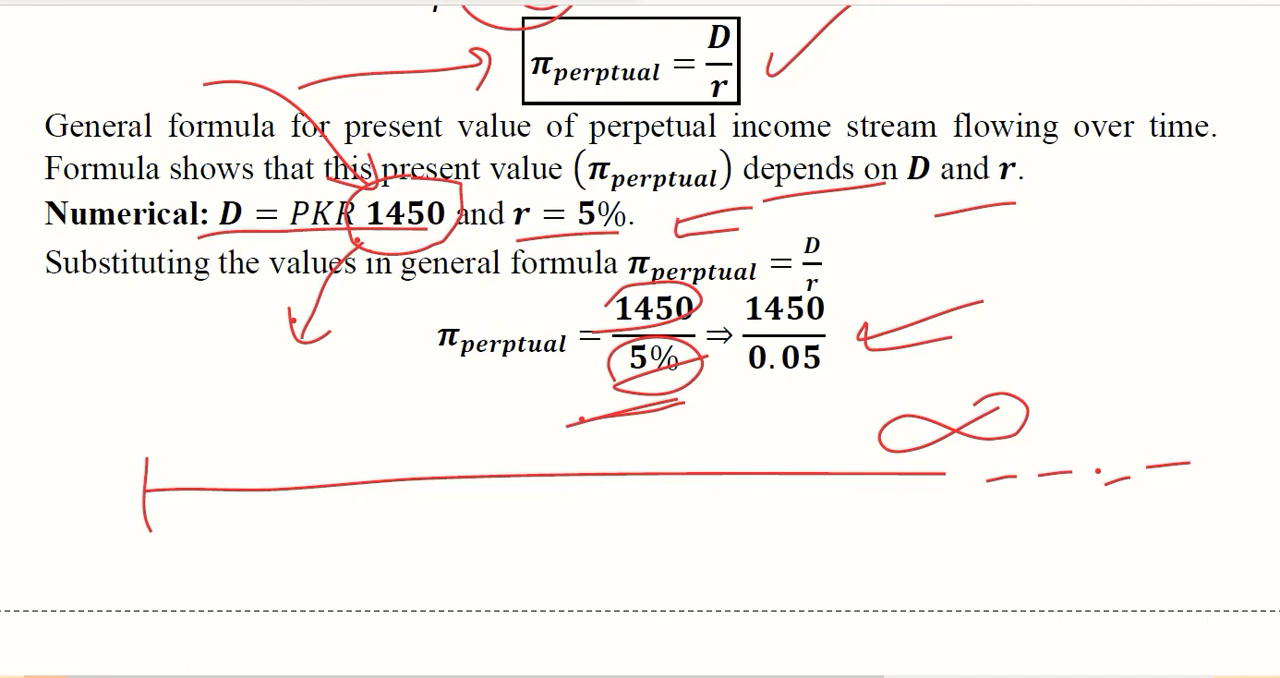 π_perptual = D/r
General formula for present value of perpetual income stream flowing over time.
Formula shows that this present value (π_perptual) depends on D and r.
Numerical: D = PKR 1450 and r = 5%.
Substituting the values in general formula π_perptual = D/r
π_perptual = 1450/5% ⇒ 1450/0.05
∞